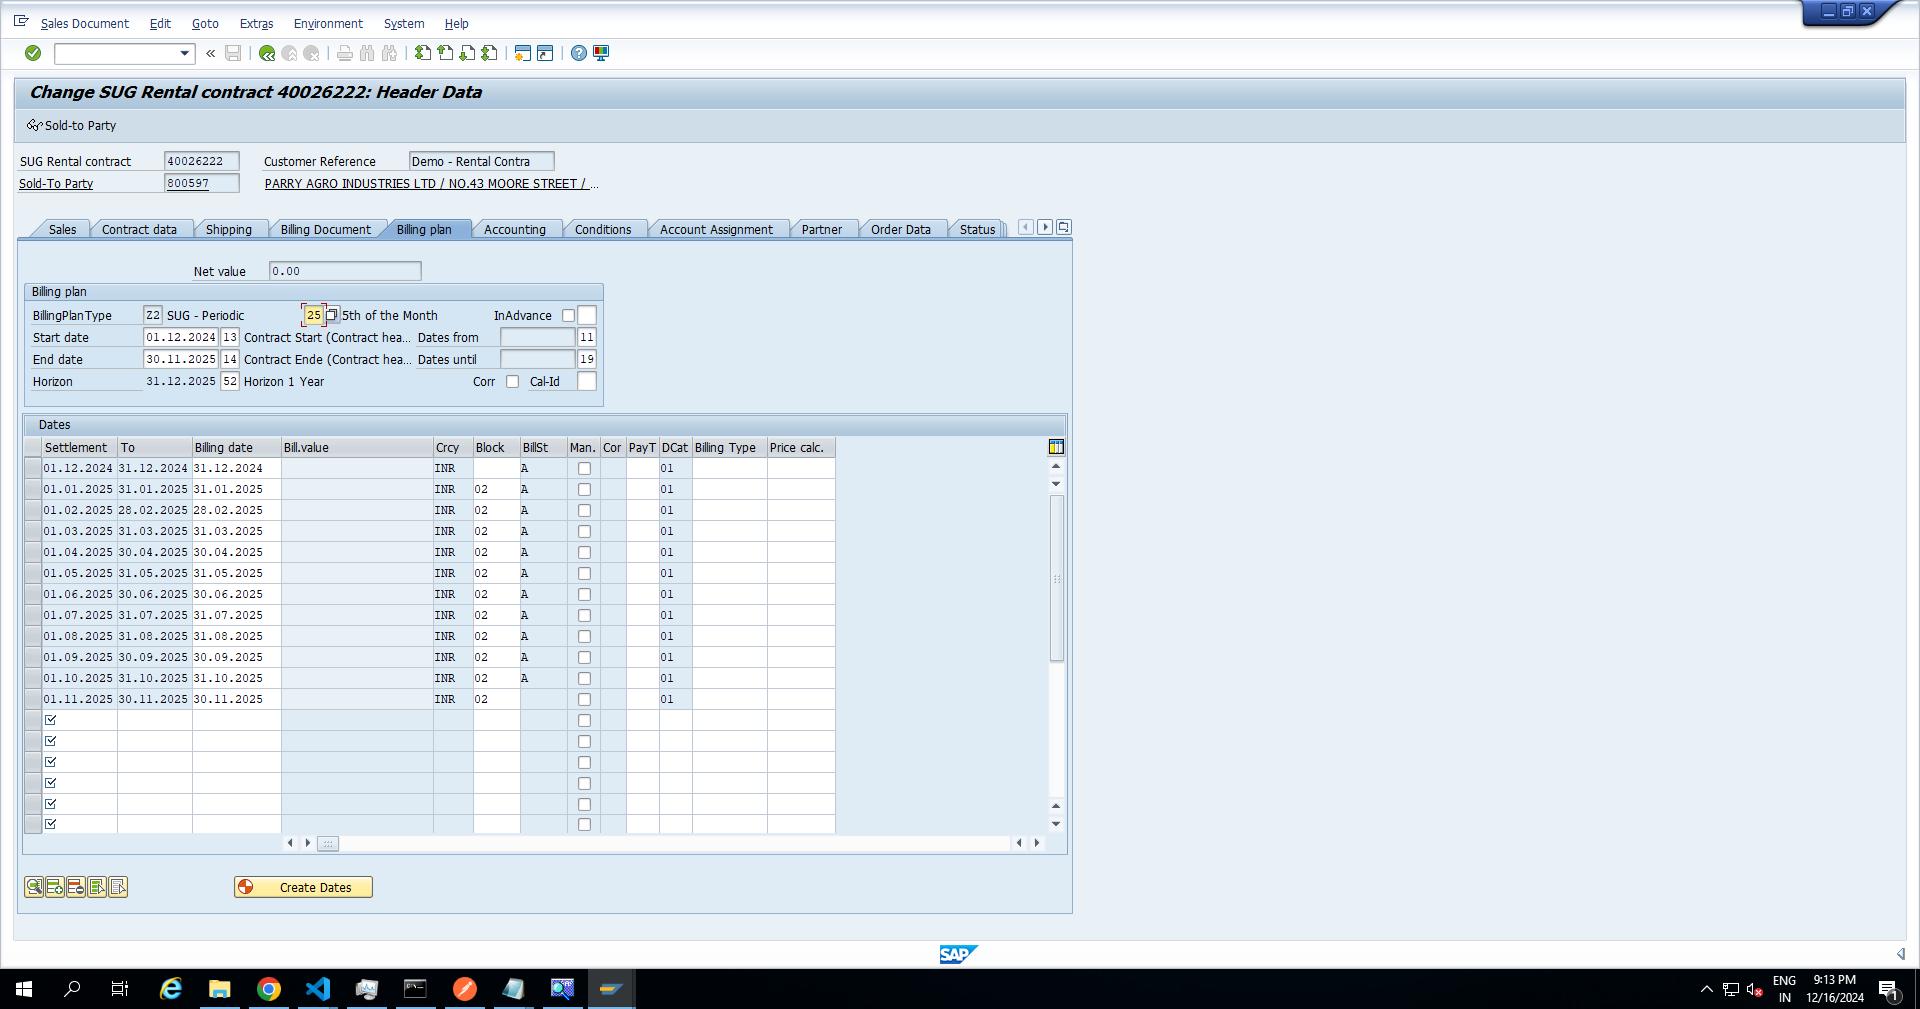 Sales Document Edit Goto Extras Environment System Help
Change SUG Rental contract 40026222: Header Data
Sold-to Party
SUG Rental contract 40026222 Customer Reference Demo - Rental Contra
Sold-To Party 800597 PARRY AGRO INDUSTRIES LTD / NO.43 MOORE STREET / ...
Sales Contract data Shipping Billing Document Billing plan Accounting Conditions Account Assignment Partner Order Data Status
Net value 0.00
Billing plan
BillingPlanType Z2 SUG - Periodic 25 5th of the Month InAdvance
Start date 01.12.2024 13 Contract Start (Contract hea... Dates from 11
End date 30.11.2025 14 Contract Ende (Contract hea... Dates until 19
Horizon 31.12.2025 52 Horizon 1 Year Corr Cal-Id
Dates
Settlement To Billing date Bill.value Crcy Block BillSt Man. Cor PayT DCat Billing Type Price calc.
01.12.2024 31.12.2024 31.12.2024 INR A 01
01.01.2025 31.01.2025 31.01.2025 INR 02 A 01
01.02.2025 28.02.2025 28.02.2025 INR 02 A 01
01.03.2025 31.03.2025 31.03.2025 INR 02 A 01
01.04.2025 30.04.2025 30.04.2025 INR 02 A 01
01.05.2025 31.05.2025 31.05.2025 INR 02 A 01
01.06.2025 30.06.2025 30.06.2025 INR 02 A 01
01.07.2025 31.07.2025 31.07.2025 INR 02 A 01
01.08.2025 31.08.2025 31.08.2025 INR 02 A 01
01.09.2025 30.09.2025 30.09.2025 INR 02 A 01
01.10.2025 31.10.2025 31.10.2025 INR 02 A 01
01.11.2025 30.11.2025 30.11.2025 INR 02 01
Create Dates
SAP
ENG 9:13 PM
IN 12/16/2024 1